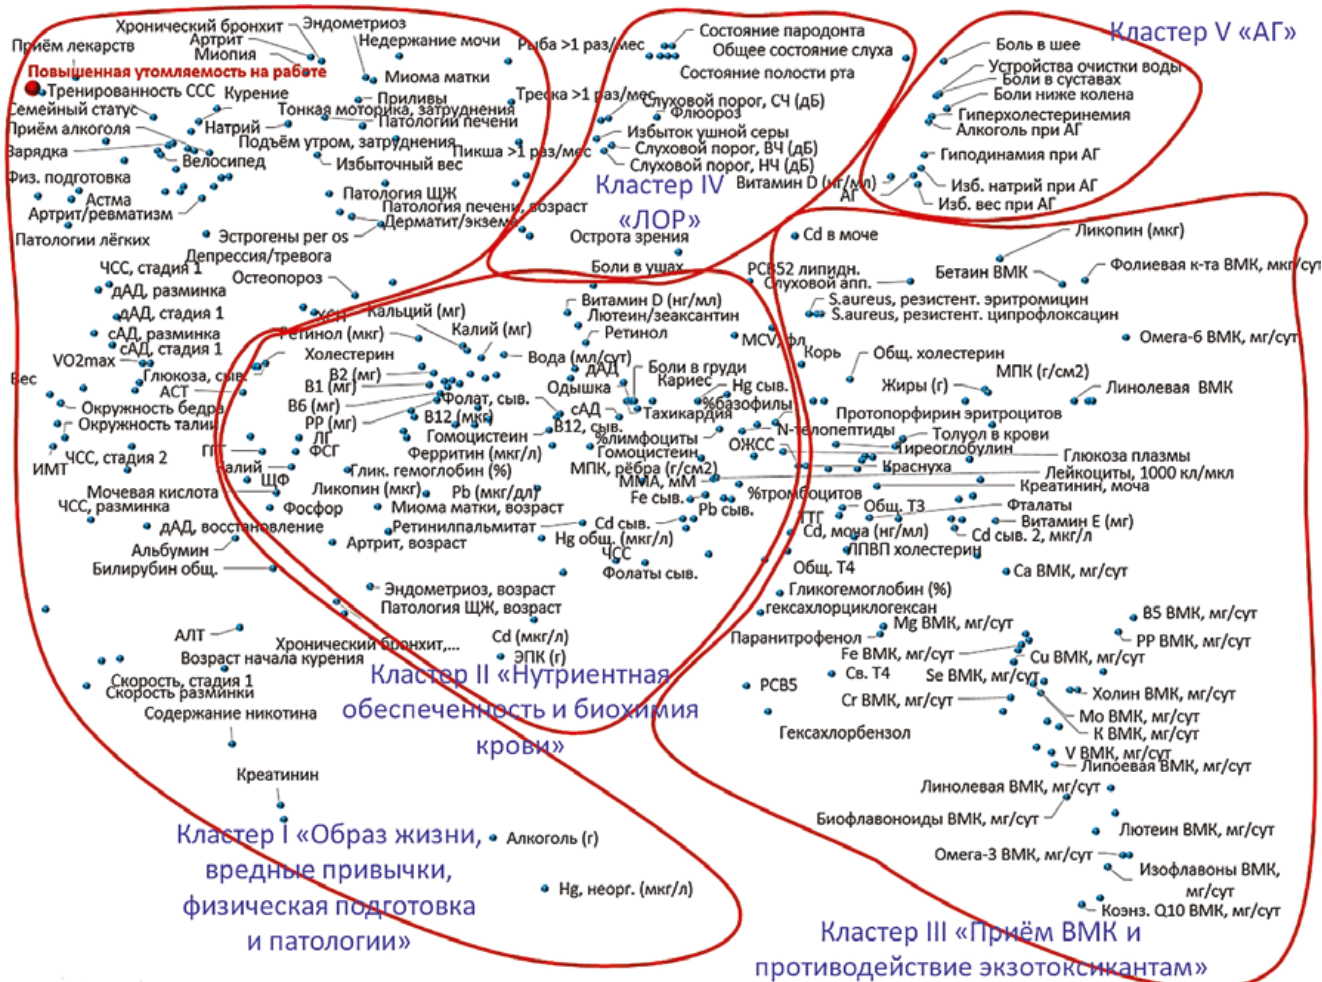 Хронический бронхит
Эндометриоз
Приём лекарств
Артрит
Миопия
Недержание мочи
Повышенная утомляемость на работе
Миома матки
Тренированность ССС
Курение
Приливы
Семейный статус
Тонкая моторика, затруднения
Приём алкоголя
Натрий
Патологии печени
Зарядка
Подъём утром, затруднения
Велосипед
Избыточный вес
Физ. подготовка
Астма
Патология ЩЖ
Артрит/ревматизм
Патология печени, возраст
Дерматит/экзема
Патологии лёгких
Эстрогены per os
Депрессия/тревога
ЧСС, стадия 1
Остеопороз
дАД, разминка
дАД, стадия 1
сАД, разминка
сАД, стадия 1
VO2max
Глюкоза, сыв.
Вес
АСТ
Окружность бедра
Окружность талии
ИМТ
ЧСС, стадия 2
Мочевая кислота
ЧСС, разминка
дАД, восстановление
Альбумин
Билирубин общ.
АЛТ
Возраст начала курения
Скорость, стадия 1
Скорость разминки
Содержание никотина
Креатинин
Кластер I «Образ жизни,
вредные привычки,
физическая подготовка
и патологии»
Алкоголь (г)
Hg, неорг. (мкг/л)
Рыба >1 раз/мес
Треска >1 раз/мес
Пикша >1 раз/мес
Состояние пародонта
Общее состояние слуха
Состояние полости рта
Слуховой порог, СЧ (дБ)
Флюороз
Избыток ушной серы
Слуховой порог, ВЧ (дБ)
Слуховой порог, НЧ (дБ)
Кластер IV
«ЛОР»
Витамин D (нг/мл)
АГ
Острота зрения
Боли в ушах
Кластер V «АГ»
Боль в шее
Устройства очистки воды
Боли в суставах
Боли ниже колена
Гиперхолестеринемия
Алкоголь при АГ
Гиподинамия при АГ
Изб. натрий при АГ
Изб. вес при АГ
Кальций (мг)
Ретинол (мкг)
Калий (мг)
Холестерин
В2 (мг)
В1 (мг)
В6 (мг)
РР (мг)
Витамин D (нг/мл)
Лютеин/зеаксантин
Ретинол
Вода (мл/сут)
дАД
Одышка
Боли в груди
Кариес
Hg сыв.
Фолат, сыв.
В12 (мкг)
сАД
Тахикардия
%базофилы
В12, сыв.
ЛГ
ФСГ
Гомоцистеин
Ферритин (мкг/л)
%лимфоциты
Гомоцистеин
ОЖСС
N-телопептиды
ГГТ
Калий
ЩФ
Глик. гемоглобин (%)
МПК, рёбра (г/см2)
ММА, мМ
Ликопин (мкг)
Pb (мкг/дл)
Fe сыв.
Pb сыв.
%тромбоцитов
Фосфор
Миома матки, возраст
Ретинилпальмитат
Cd сыв.
Hg общ. (мкг/л)
Артрит, возраст
ЧСС
Фолаты сыв.
Эндометриоз, возраст
Патология ЩЖ, возраст
Хронический бронхит,...
Cd (мкг/л)
ЭПК (г)
Кластер II «Нутриентная
обеспеченность и биохимия
крови»
Cd в моче
Ликопин (мкг)
РСВ52 липидн.
Слуховой апп.
Бетаин ВМК
Фолиевая к-та ВМК, мкг/сут
S.aureus, резистент. эритромицин
S.aureus, резистент. ципрофлоксацин
MCV, фл
Омега-6 ВМК, мг/сут
Корь
Общ. холестерин
МПК (г/см2)
Жиры (г)
Линолевая ВМК
Протопорфирин эритроцитов
Толуол в крови
Тиреоглобулин
Глюкоза плазмы
Краснуха
Лейкоциты, 1000 кл/мкл
Креатинин, моча
Общ. Т3
Фталаты
ТТГ
Витамин Е (мг)
Cd, моча (нг/мл)
Cd сыв. 2, мкг/л
ЛПВП холестерин
Общ. Т4
Са ВМК, мг/сут
Гликогемоглобин (%)
гексахлорциклогексан
Mg ВМК, мг/сут
В5 ВМК, мг/сут
Паранитрофенол
РР ВМК, мг/сут
Fe ВМК, мг/сут
Cu ВМК, мг/сут
Св. Т4
Se ВМК, мг/сут
РСВ5
Cr ВМК, мг/сут
Холин ВМК, мг/сут
Mo ВМК, мг/сут
Гексахлорбензол
К ВМК, мг/сут
V ВМК, мг/сут
Липоевая ВМК, мг/сут
Линолевая ВМК, мг/сут
Биофлавоноиды ВМК, мг/сут
Лютеин ВМК, мг/сут
Омега-3 ВМК, мг/сут
Изофлавоны ВМК,
мг/сут
Коэнз. Q10 ВМК, мг/сут
Кластер III «Приём ВМК и
противодействие экзотоксикантам»